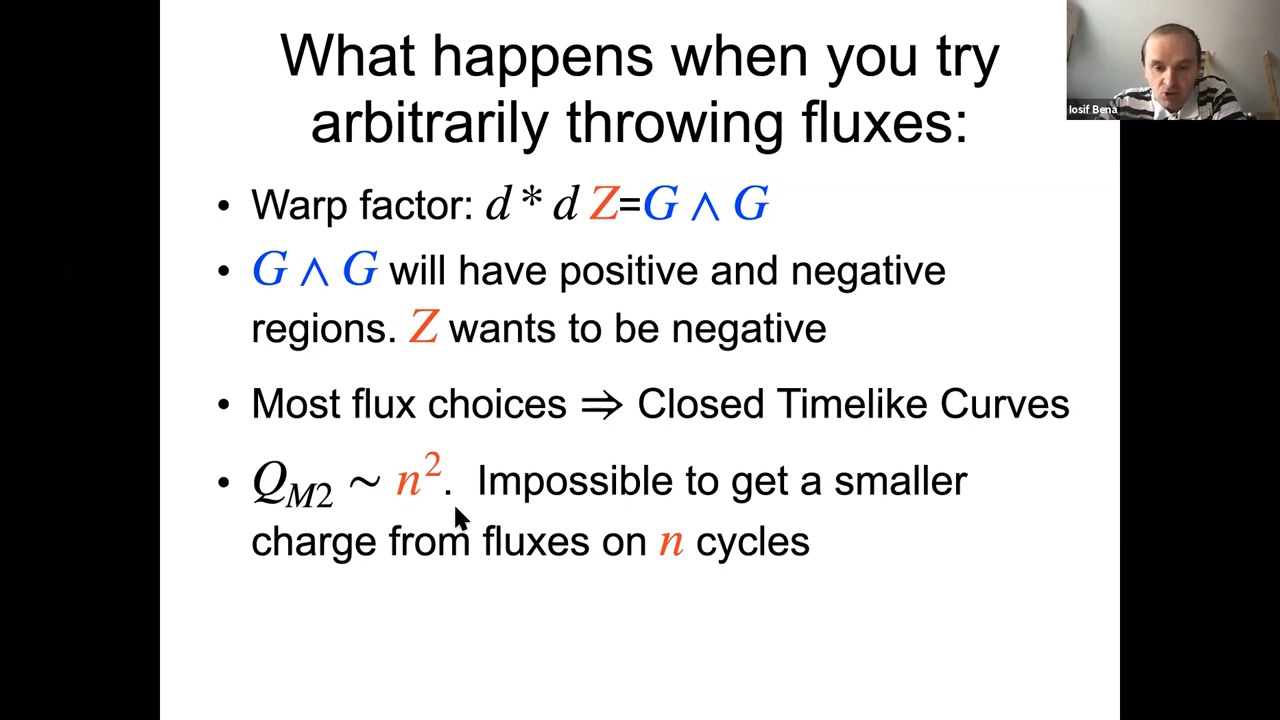 What happens when you try
arbitrarily throwing fluxes:
• Warp factor: d * d Z=G ∧ G
• G ∧ G will have positive and negative
regions. Z wants to be negative
• Most flux choices ⇒ Closed Timelike Curves
• Q_{M2} ∼ n². Impossible to get a smaller
charge from fluxes on n cycles
Iosif Bena